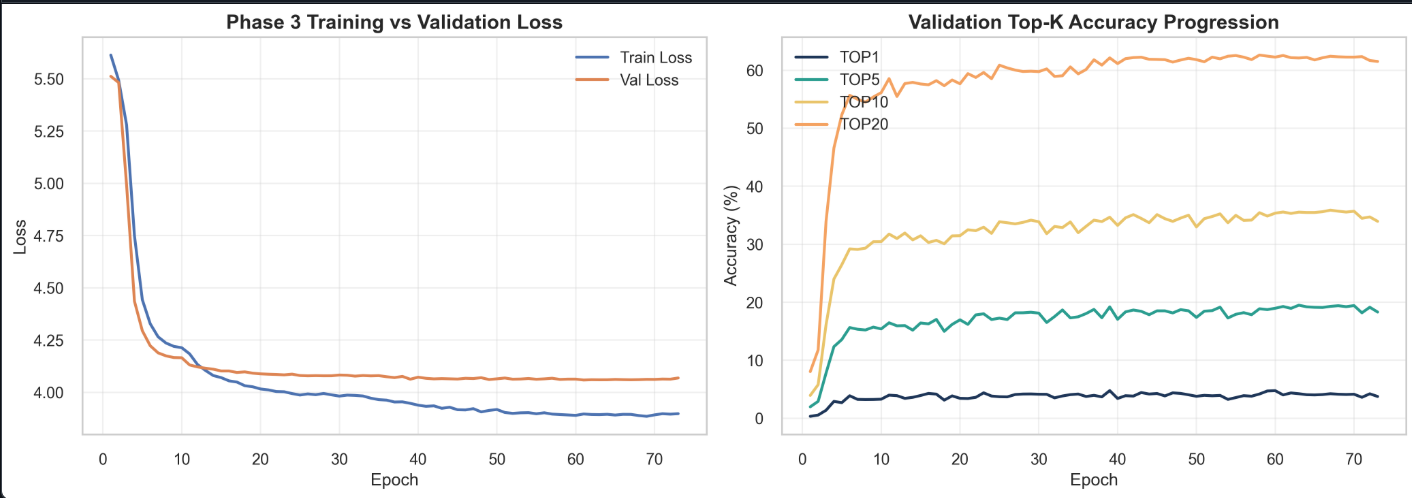 Phase 3 Training vs Validation Loss
Loss
5.50
5.25
5.00
4.75
4.50
4.25
4.00
Train Loss
Val Loss
0 10 20 30 40 50 60 70
Epoch
Validation Top-K Accuracy Progression
Accuracy (%)
60
50
40
30
20
10
0
TOP1
TOP5
TOP10
TOP20
0 10 20 30 40 50 60 70
Epoch